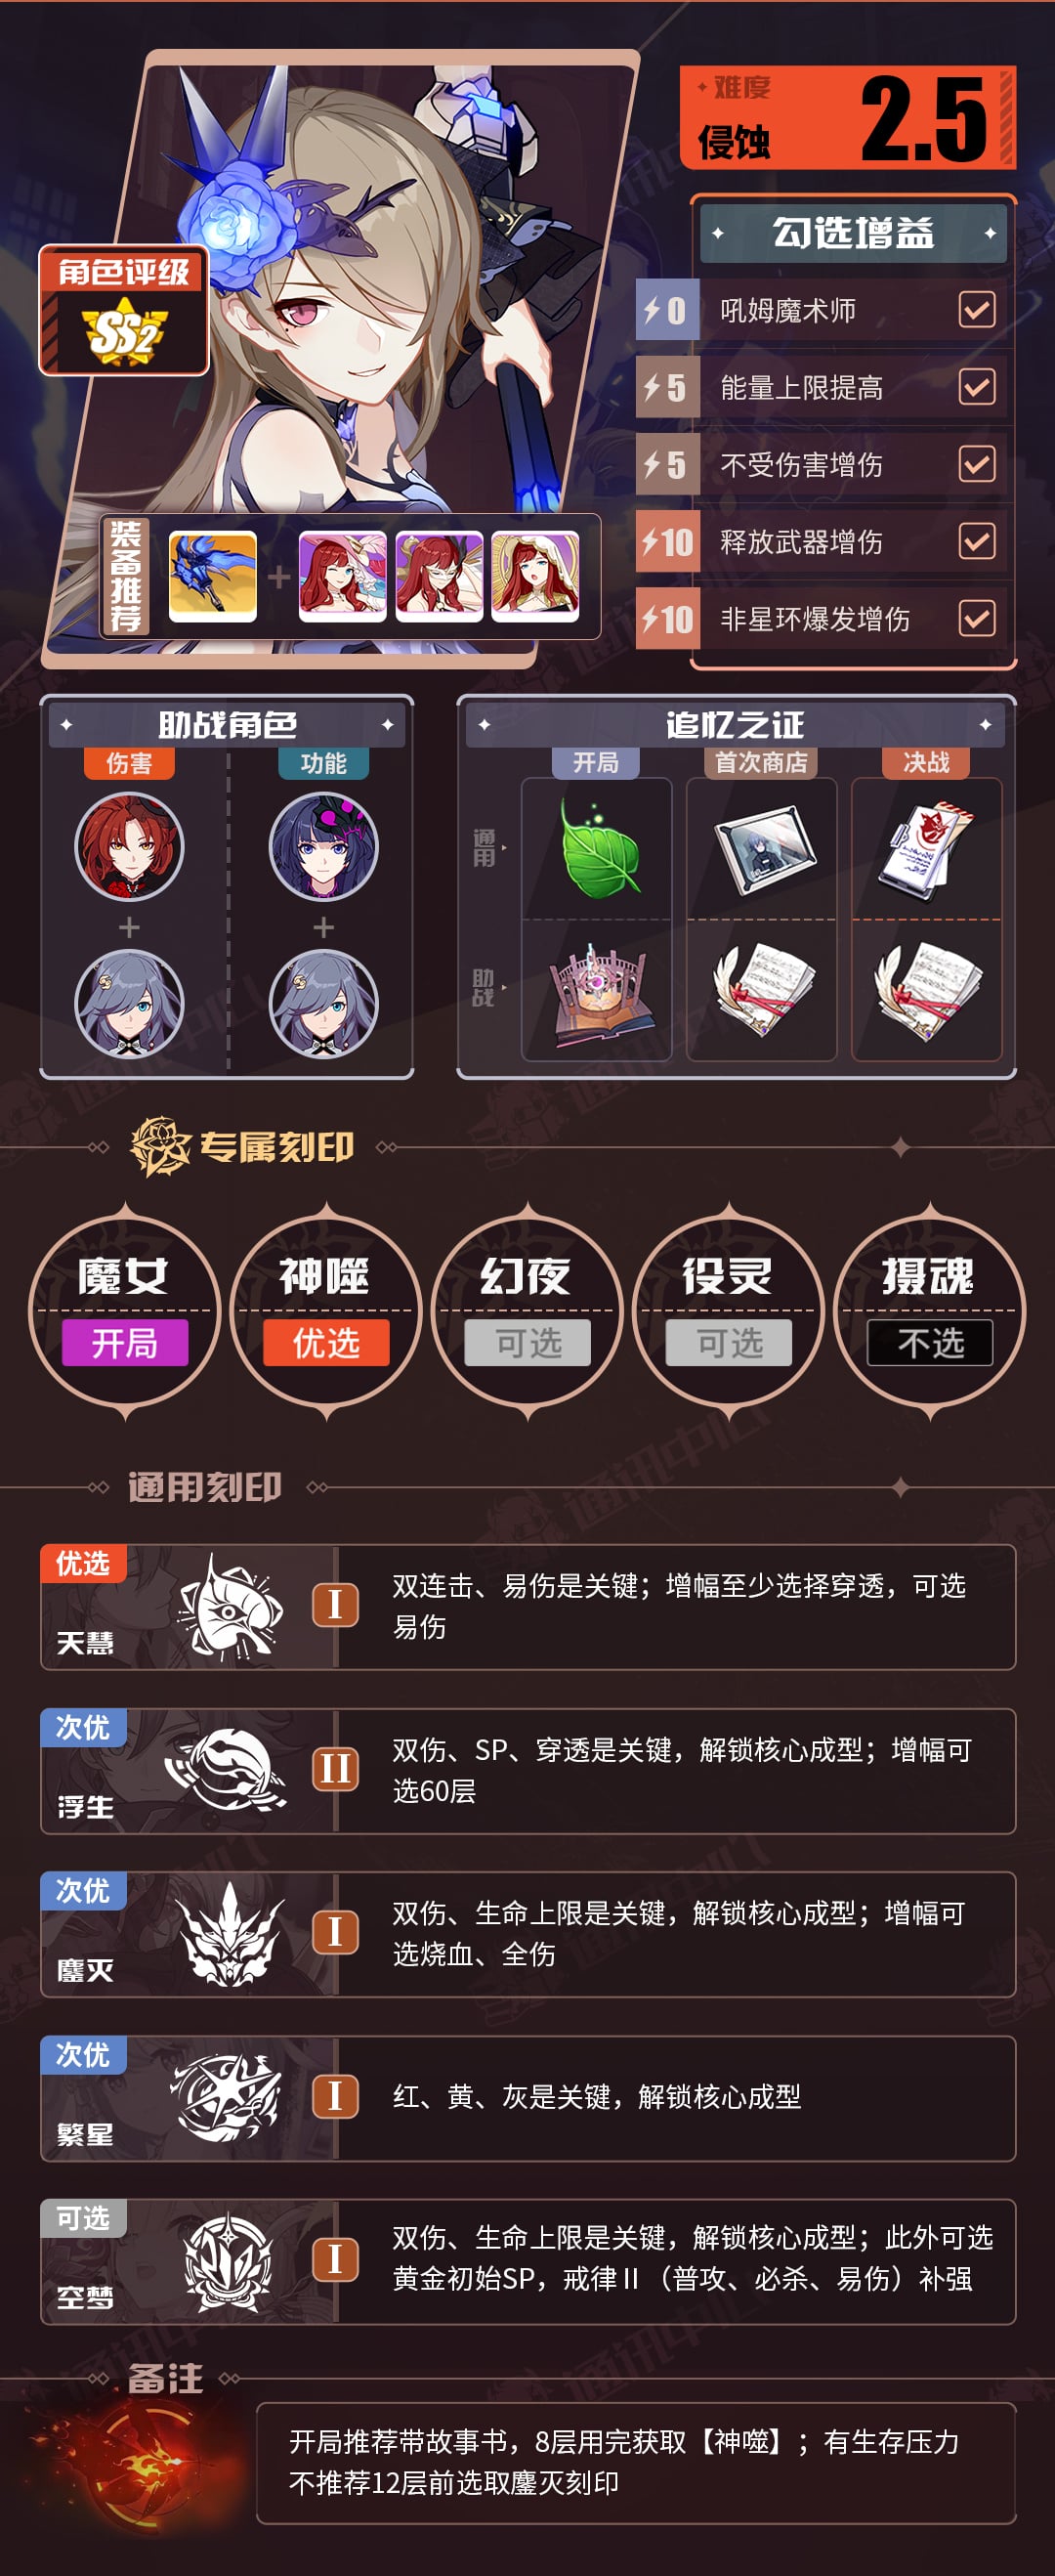 难度
侵蚀
2.5
勾选增益
0 吼姆魔术师
5 能量上限提高
5 不受伤害增伤
10 释放武器增伤
10 非星环爆发增伤
角色评级
SS2
装备推荐
助战角色
伤害
功能
追忆之证
开局
首次商店
决战
通用
助战
专属刻印
魔女
开局
神噬
优选
幻夜
可选
役灵
可选
摄魂
不选
通用刻印
优选
天慧
I
双连击、易伤是关键；增幅至少选择穿透，可选
易伤
次优
浮生
II
双伤、SP、穿透是关键，解锁核心成型；增幅可
选60层
次优
鏖灭
I
双伤、生命上限是关键，解锁核心成型；增幅可
选烧血、全伤
次优
繁星
I
红、黄、灰是关键，解锁核心成型
可选
空梦
I
双伤、生命上限是关键，解锁核心成型；此外可选
黄金初始SP，戒律Ⅱ（普攻、必杀、易伤）补强
备注
开局推荐带故事书，8层用完获取【神噬】；有生存压力
不推荐12层前选取鏖灭刻印